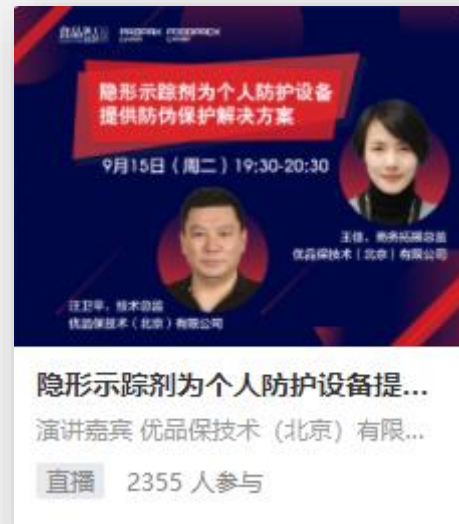 PROPAK FOODPACK
隐形示踪剂为个人防护设备
提供防伪保护解决方案
9月15日（周二）19:30-20:30
王佳，商务拓展总监
优品保技术（北京）有限公司
汪卫平，技术总监
优品保技术（北京）有限公司
隐形示踪剂为个人防护设备提...
演讲嘉宾 优品保技术（北京）有限...
直播 2355 人参与